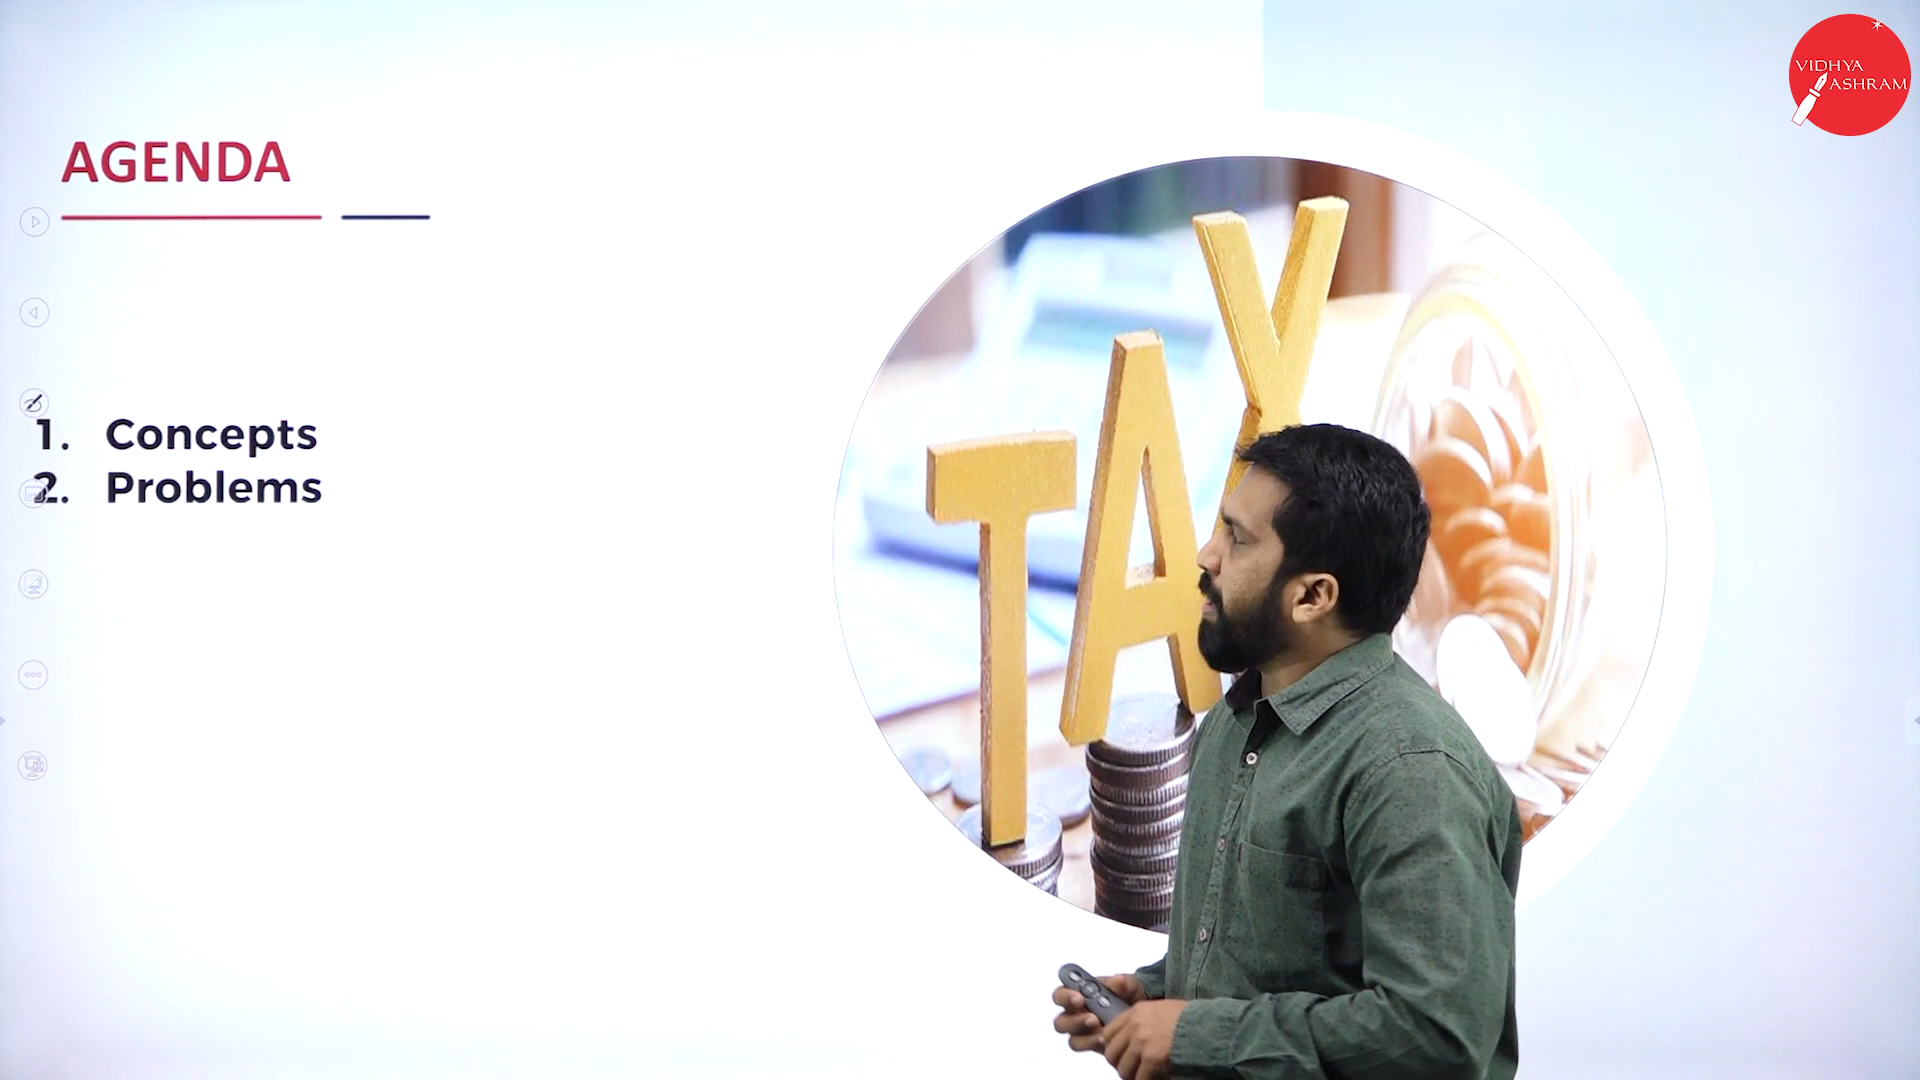 VIDHYA
ASHRAM
AGENDA
1. Concepts
2. Problems
TAX